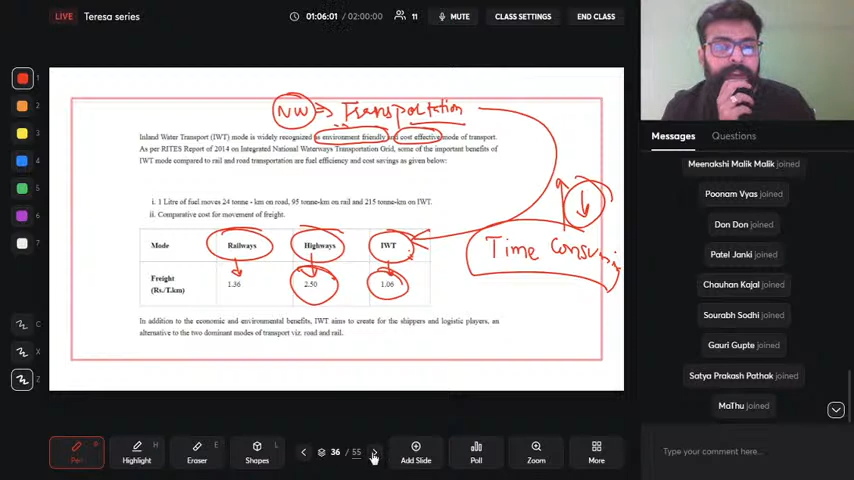 LIVE
Teresa series
01:06:01 / 02:00:00
11
MUTE
CLASS SETTINGS
END CLASS
1
2
3
4
5
6
7
C
X
Z
NW ⇒ Transportation
Inland Water Transport (IWT) mode is widely recognized as environment friendly and cost effective mode of transport.
As per RITES Report of 2014 on Integrated National Waterways Transportation Grid, some of the important benefits of
IWT mode compared to rail and road transportation are fuel efficiency and cost savings as given below:
i. 1 Litre of fuel moves 24 tonne - km on road, 95 tonne-km on rail and 215 tonne-km on IWT.
ii. Comparative cost for movement of freight.
Time Consuming
Mode Railways Highways IWT
Freight (Rs./T.km) 1.36 2.50 1.06
In addition to the economic and environmental benefits, IWT aims to create for the shippers and logistic players, an
alternative to the two dominant modes of transport viz. road and rail.
Pen
Highlight H
Eraser E
Shapes L
36 / 55
Add Slide
Poll
Zoom
More
Messages
Questions
Meenakshi Malik Malik joined
Poonam Vyas joined
Don Don joined
Patel Janki joined
Chauhan Kajal joined
Sourabh Sodhi joined
Gauri Gupte joined
Satya Prakash Pathak joined
MaThu joined
Type your message here...